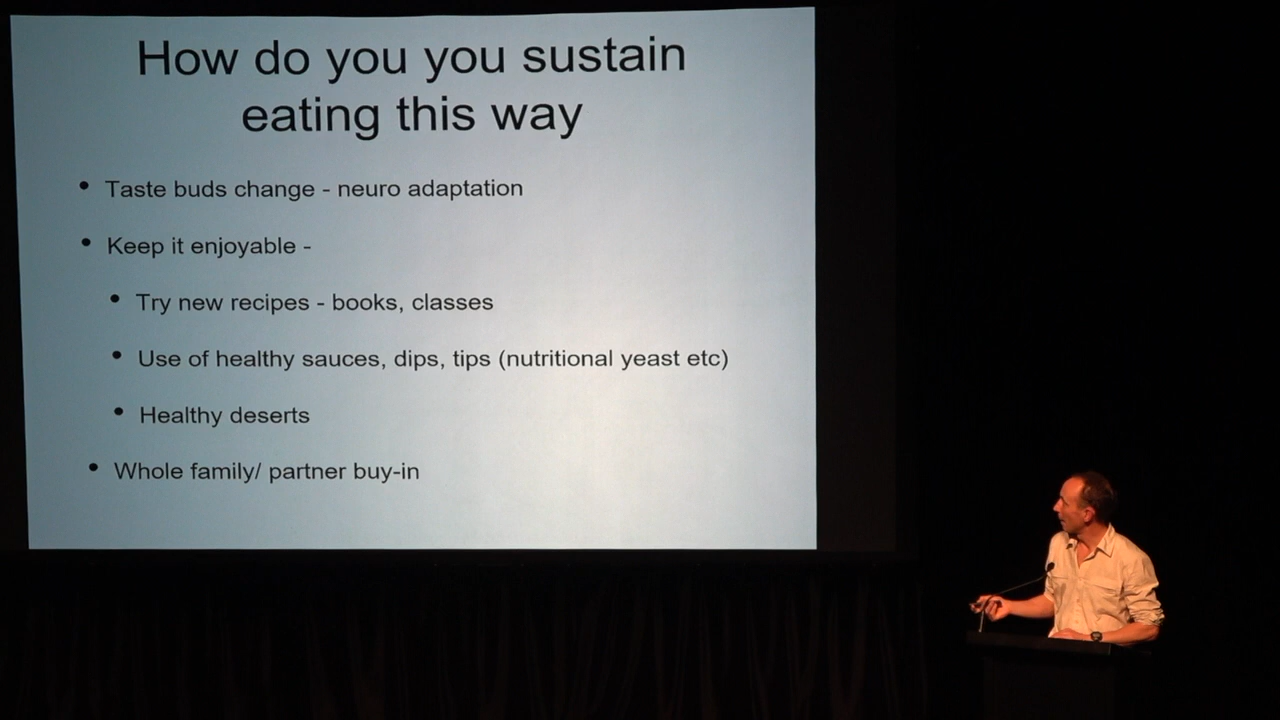 How do you you sustain
eating this way
• Taste buds change - neuro adaptation
• Keep it enjoyable -
• Try new recipes - books, classes
• Use of healthy sauces, dips, tips (nutritional yeast etc)
• Healthy deserts
• Whole family/ partner buy-in